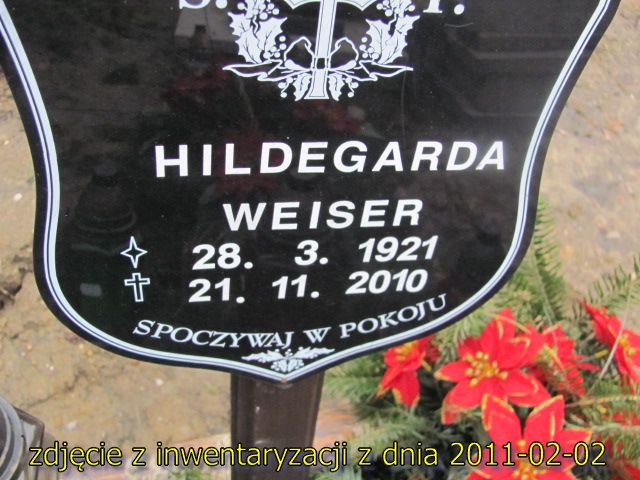 Ś. P.
HILDEGARDA
WEISER
28. 3. 1921
21. 11. 2010
SPOCZYWAJ W POKOJU
zdjęcie z inwentaryzacji z dnia 2011-02-02